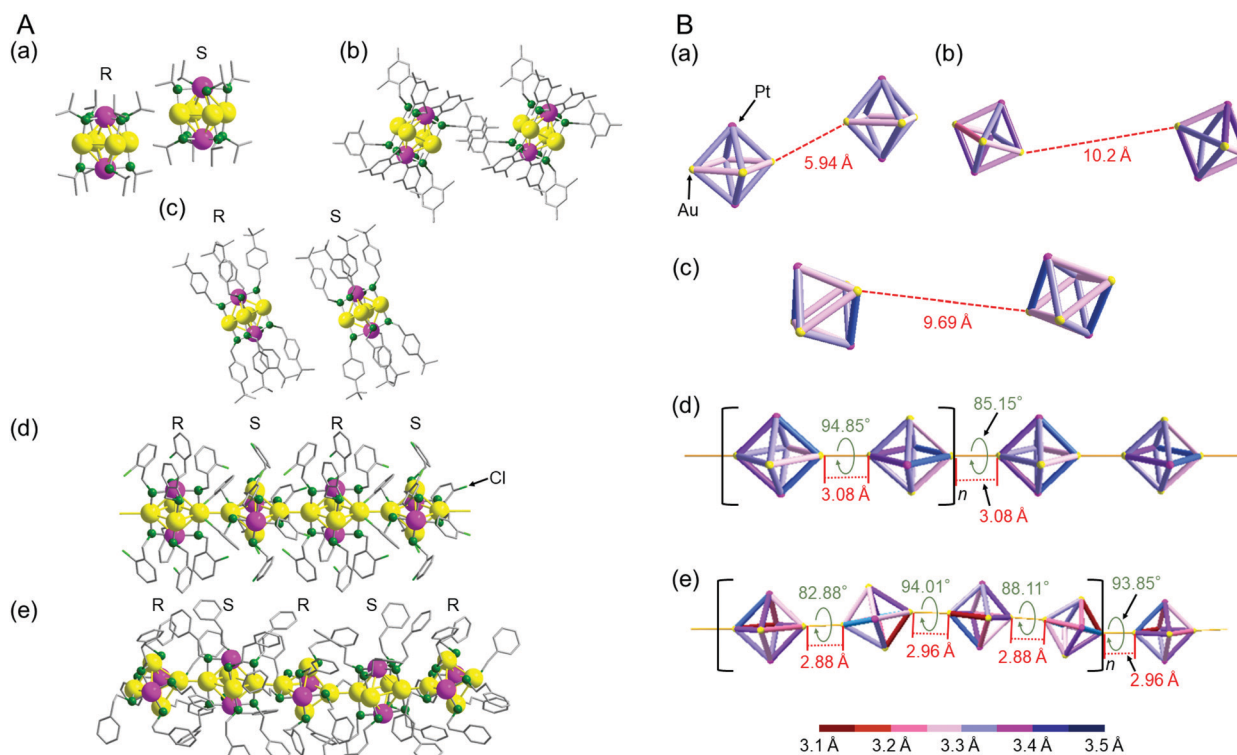 A
(a)
R
S
(b)
(c)
R
S
(d)
R
S
R
S
Cl
(e)
R
S
R
S
R
B
(a)
Pt
5.94 Å
Au
(b)
10.2 Å
(c)
9.69 Å
(d)
94.85°
85.15°
3.08 Å
n
3.08 Å
(e)
82.88°
94.01°
88.11°
93.85°
2.88 Å
2.96 Å
2.88 Å
n
2.96 Å
3.1 Å
3.2 Å
3.3 Å
3.4 Å
3.5 Å